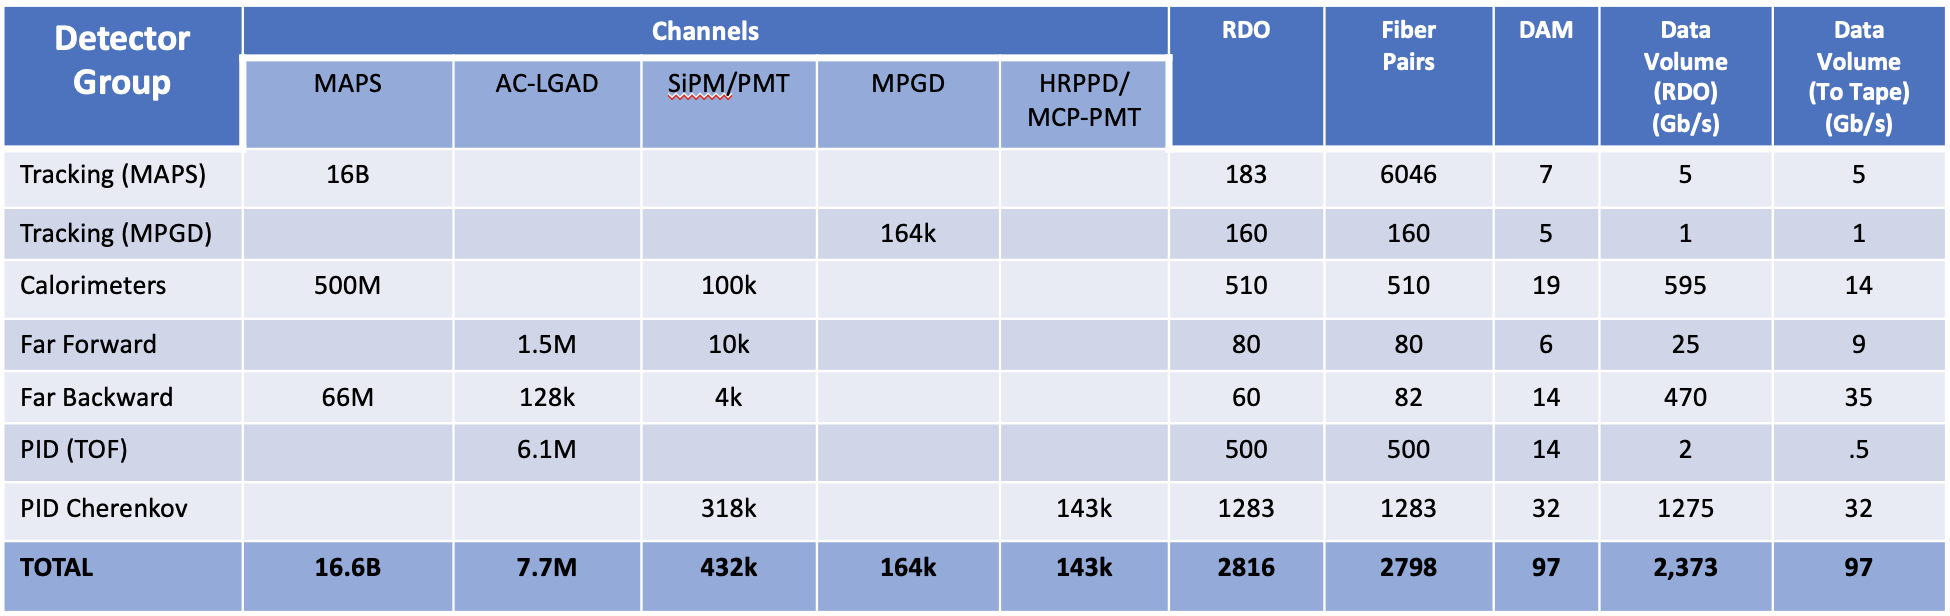 Detector Group
Channels
RDO
Fiber Pairs
DAM
Data Volume (RDO) (Gb/s)
Data Volume (To Tape) (Gb/s)
MAPS
AC-LGAD
SiPM/PMT
MPGD
HRPPD/ MCP-PMT
Tracking (MAPS) 16B 183 6046 7 5 5
Tracking (MPGD) 164k 160 160 5 1 1
Calorimeters 500M 100k 510 510 19 595 14
Far Forward 1.5M 10k 80 80 6 25 9
Far Backward 66M 128k 4k 60 82 14 470 35
PID (TOF) 6.1M 500 500 14 2 .5
PID Cherenkov 318k 143k 1283 1283 32 1275 32
TOTAL 16.6B 7.7M 432k 164k 143k 2816 2798 97 2,373 97